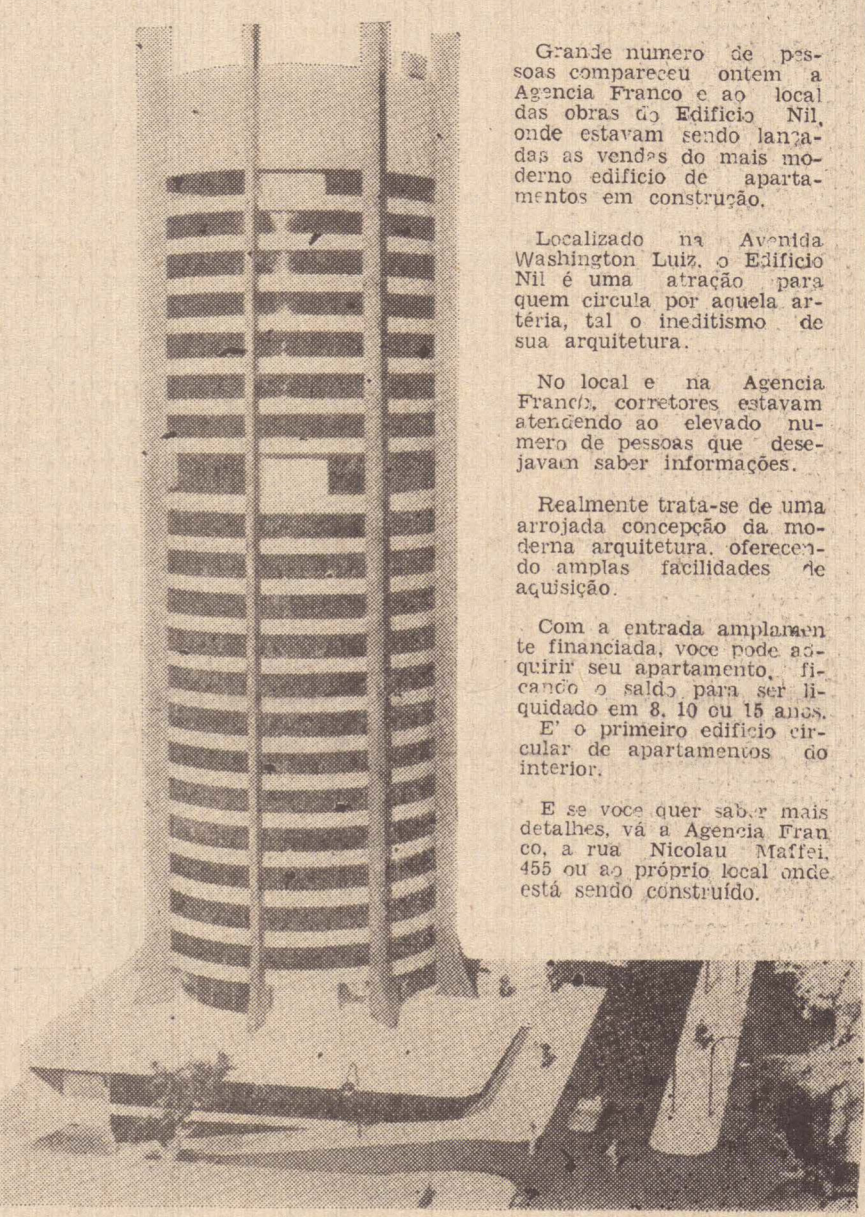 Grande numero de pes-
soas compareceu ontem a
Agencia Franco e ao local
das obras do Edificio Nil,
onde estavam sendo lança-
das as vendas do mais mo-
derno edificio de aparta-
mentos em construção.
Localizado na Avenida
Washington Luiz, o Edificio
Nil é uma atração para
quem circula por aquela ar-
téria, tal o ineditismo de
sua arquitetura.
No local e na Agencia
Franco, corretores estavam
atendendo ao elevado nu-
mero de pessoas que dese-
javam saber informações.
Realmente trata-se de uma
arrojada concepção da mo-
derna arquitetura, oferecen-
do amplas facilidades de
aquisição.
Com a entrada amplamen
te financiada, voce pode ad-
quirir seu apartamento, fi-
cando o saldo para ser li-
quidado em 8, 10 ou 15 anos.
E' o primeiro edificio cir-
cular de apartamentos do
interior.
E se voce quer saber mais
detalhes, vá a Agencia Fran
co, a rua Nicolau Maffei,
455 ou ao próprio local onde
está sendo construído.